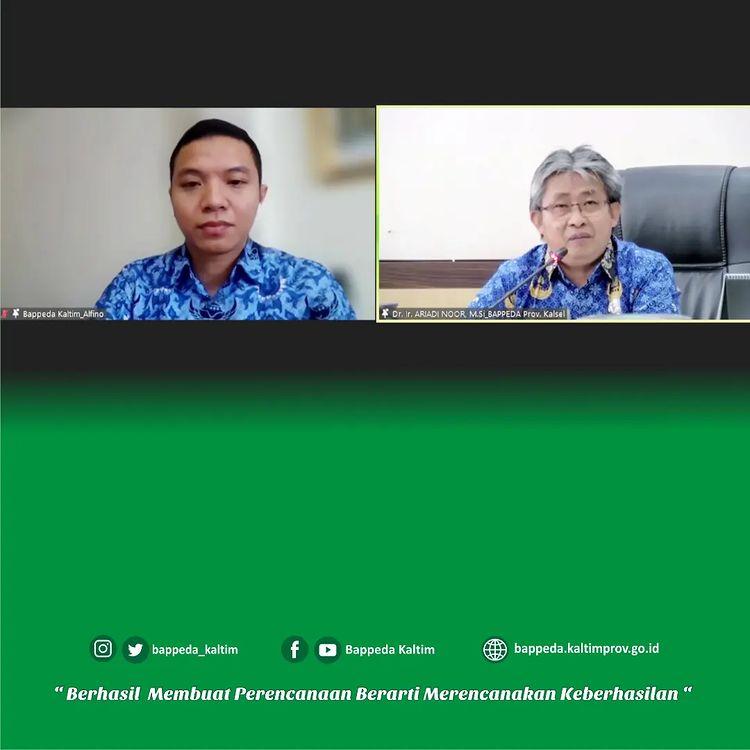 Bappeda Kaltim_Alfino
Dr. Ir. ARIADI NOOR, M.Si_BAPPEDA Prov. Kalsel
bappeda_kaltim
Bappeda Kaltim
bappeda.kaltimprov.go.id
“ Berhasil Membuat Perencanaan Berarti Merencanakan Keberhasilan “